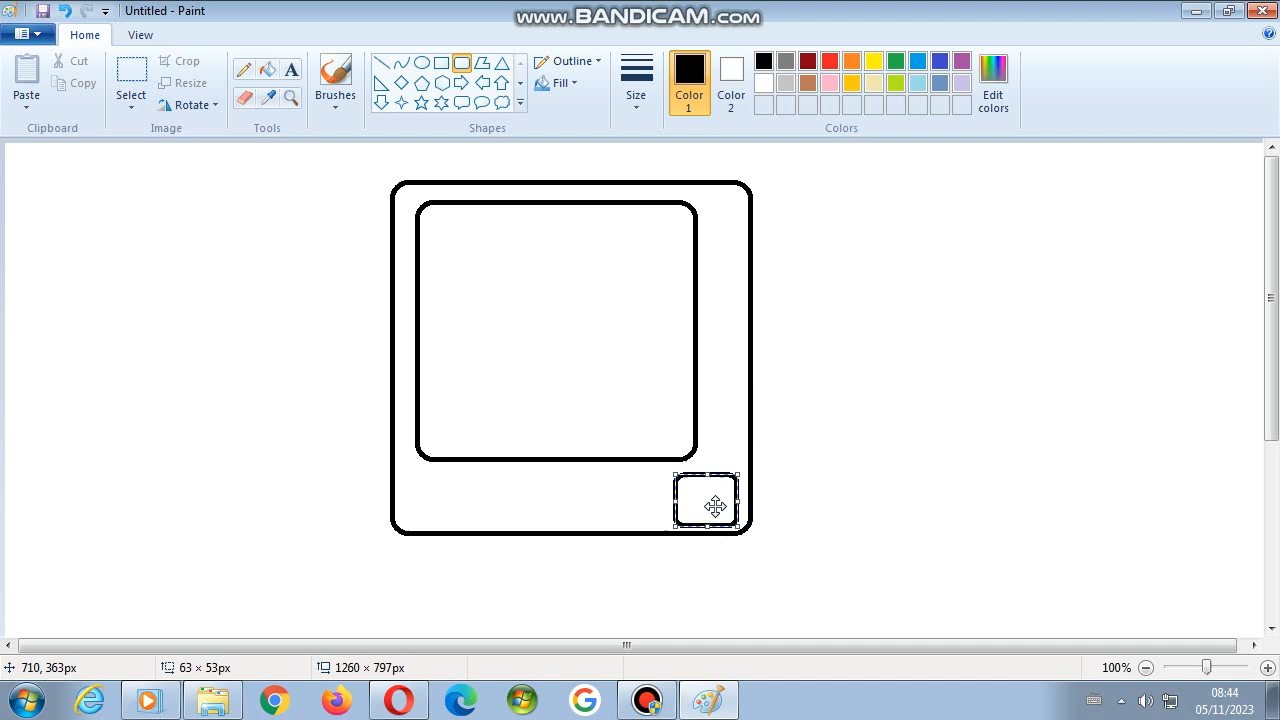 Untitled - Paint
www.BANDICAM.com
Home
View
Paste
Cut
Copy
Clipboard
Select
Crop
Resize
Rotate
Image
A
Tools
Brushes
Outline
Fill
Shapes
Size
Color
1
Color
2
Edit
colors
Colors
710, 363px
63 × 53px
1260 × 797px
100%
08:44
05/11/2023